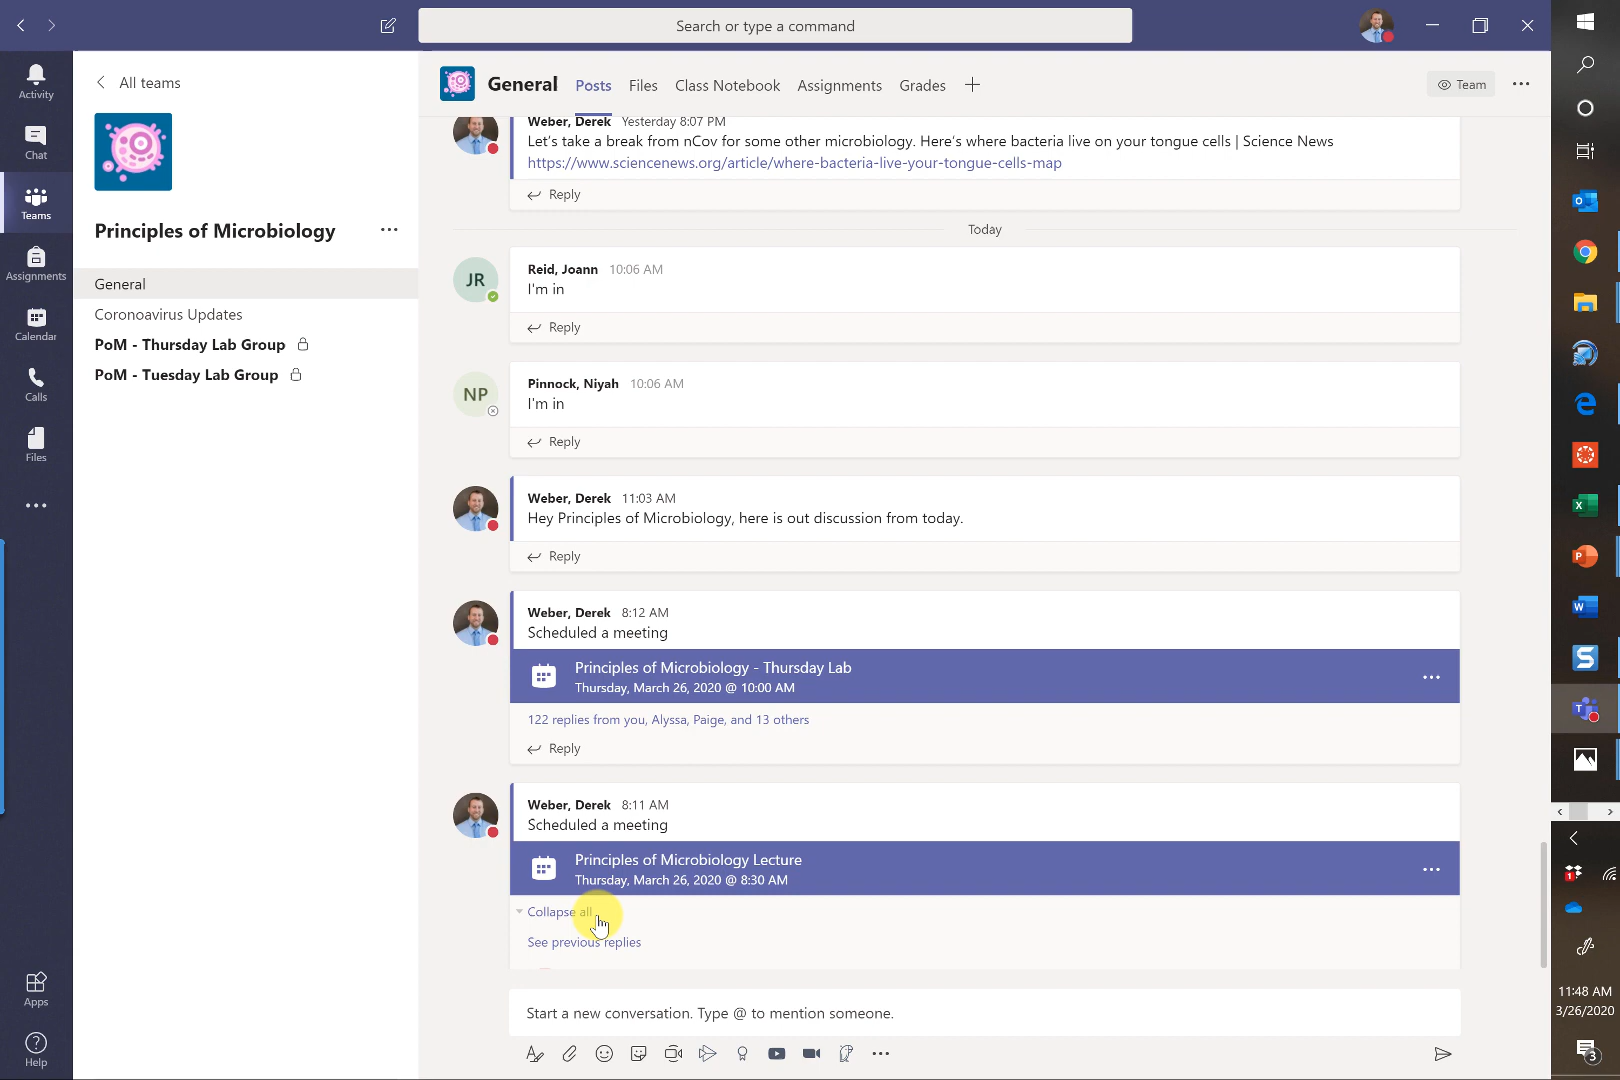 Search or type a command
Activity
Chat
Teams
Assignments
Calendar
Calls
Files
Apps
Help
All teams
Principles of Microbiology
General
Coronoavirus Updates
PoM - Thursday Lab Group
PoM - Tuesday Lab Group
General Posts Files Class Notebook Assignments Grades
Team
Weber, Derek Yesterday 8:07 PM
Let's take a break from nCov for some other microbiology. Here's where bacteria live on your tongue cells | Science News
https://www.sciencenews.org/article/where-bacteria-live-your-tongue-cells-map
Reply
Today
JR
Reid, Joann 10:06 AM
I'm in
Reply
NP
Pinnock, Niyah 10:06 AM
I'm in
Reply
Weber, Derek 11:03 AM
Hey Principles of Microbiology, here is out discussion from today.
Reply
Weber, Derek 8:12 AM
Scheduled a meeting
Principles of Microbiology - Thursday Lab
Thursday, March 26, 2020 @ 10:00 AM
122 replies from you, Alyssa, Paige, and 13 others
Reply
Weber, Derek 8:11 AM
Scheduled a meeting
Principles of Microbiology Lecture
Thursday, March 26, 2020 @ 8:30 AM
Collapse all
See previous replies
Start a new conversation. Type @ to mention someone.
11:48 AM
3/26/2020
3